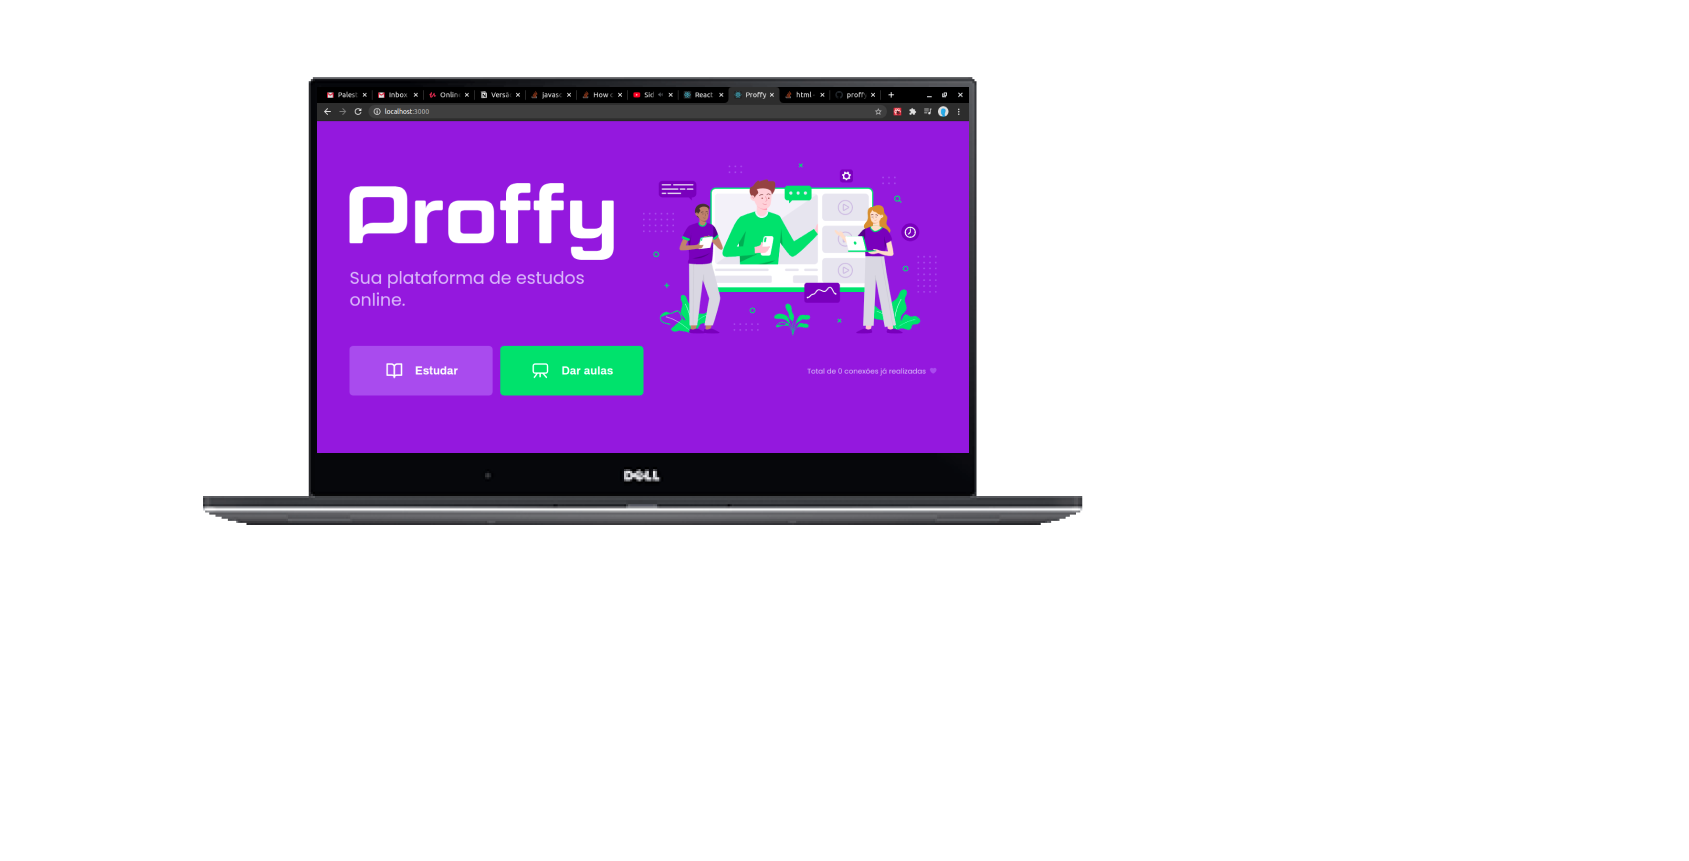 Palest
Inbox
Onlin
Versã
javasc
How c
Sid
React
Proffy
html
proffy
localhost:3000
Proffy
Sua plataforma de estudos
online.
Estudar
Dar aulas
Total de 0 conexões já realizadas
DELL